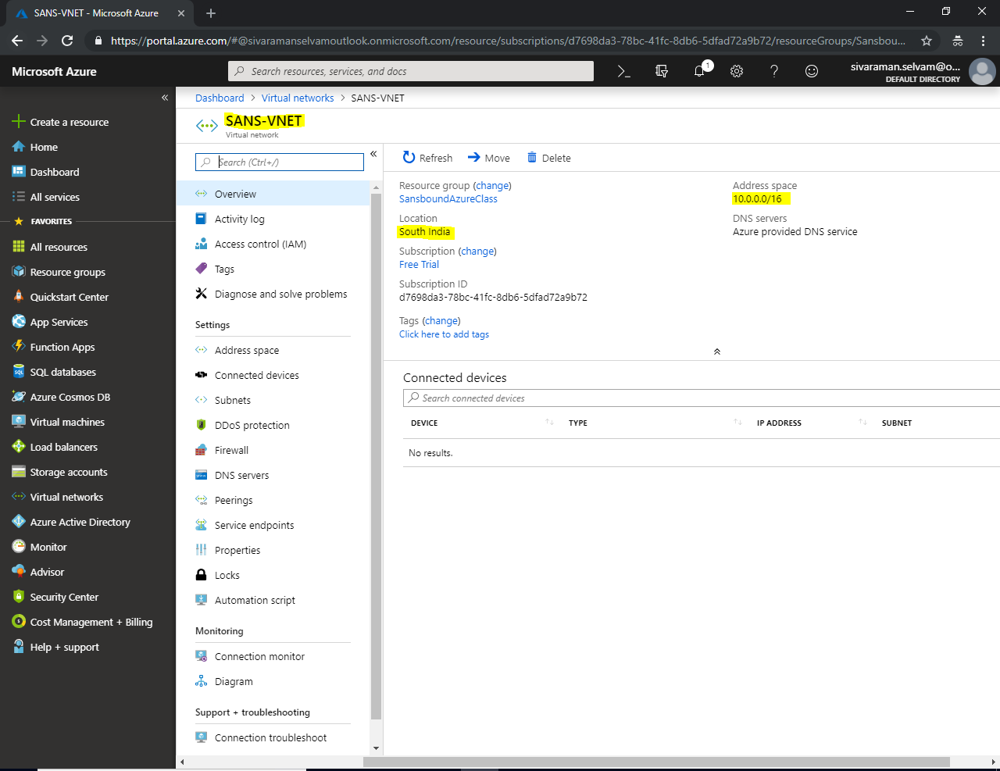 SANS-VNET - Microsoft Azure
https://portal.azure.com/#@sivaramanselvamoutlook.onmicrosoft.com/resource/subscriptions/d7698da3-78bc-41fc-8db6-5dfad72a9b72/resourceGroups/Sansbou...
Microsoft Azure
Search resources, services, and docs
1
sivaraman.selvam@o...
DEFAULT DIRECTORY
Create a resource
Home
Dashboard
All services
FAVORITES
All resources
Resource groups
Quickstart Center
App Services
Function Apps
SQL databases
Azure Cosmos DB
Virtual machines
Load balancers
Storage accounts
Virtual networks
Azure Active Directory
Monitor
Advisor
Security Center
Cost Management + Billing
Help + support
Dashboard > Virtual networks > SANS-VNET
SANS-VNET
Virtual network
Search (Ctrl+/)
Overview
Activity log
Access control (IAM)
Tags
Diagnose and solve problems
Settings
Address space
Connected devices
Subnets
DDoS protection
Firewall
DNS servers
Peerings
Service endpoints
Properties
Locks
Automation script
Monitoring
Connection monitor
Diagram
Support + troubleshooting
Connection troubleshoot
Refresh Move Delete
Resource group (change)
SansboundAzureClass
Location
South India
Subscription (change)
Free Trial
Subscription ID
d7698da3-78bc-41fc-8db6-5dfad72a9b72
Tags (change)
Click here to add tags
Address space
10.0.0.0/16
DNS servers
Azure provided DNS service
Connected devices
Search connected devices
DEVICE TYPE IP ADDRESS SUBNET
No results.